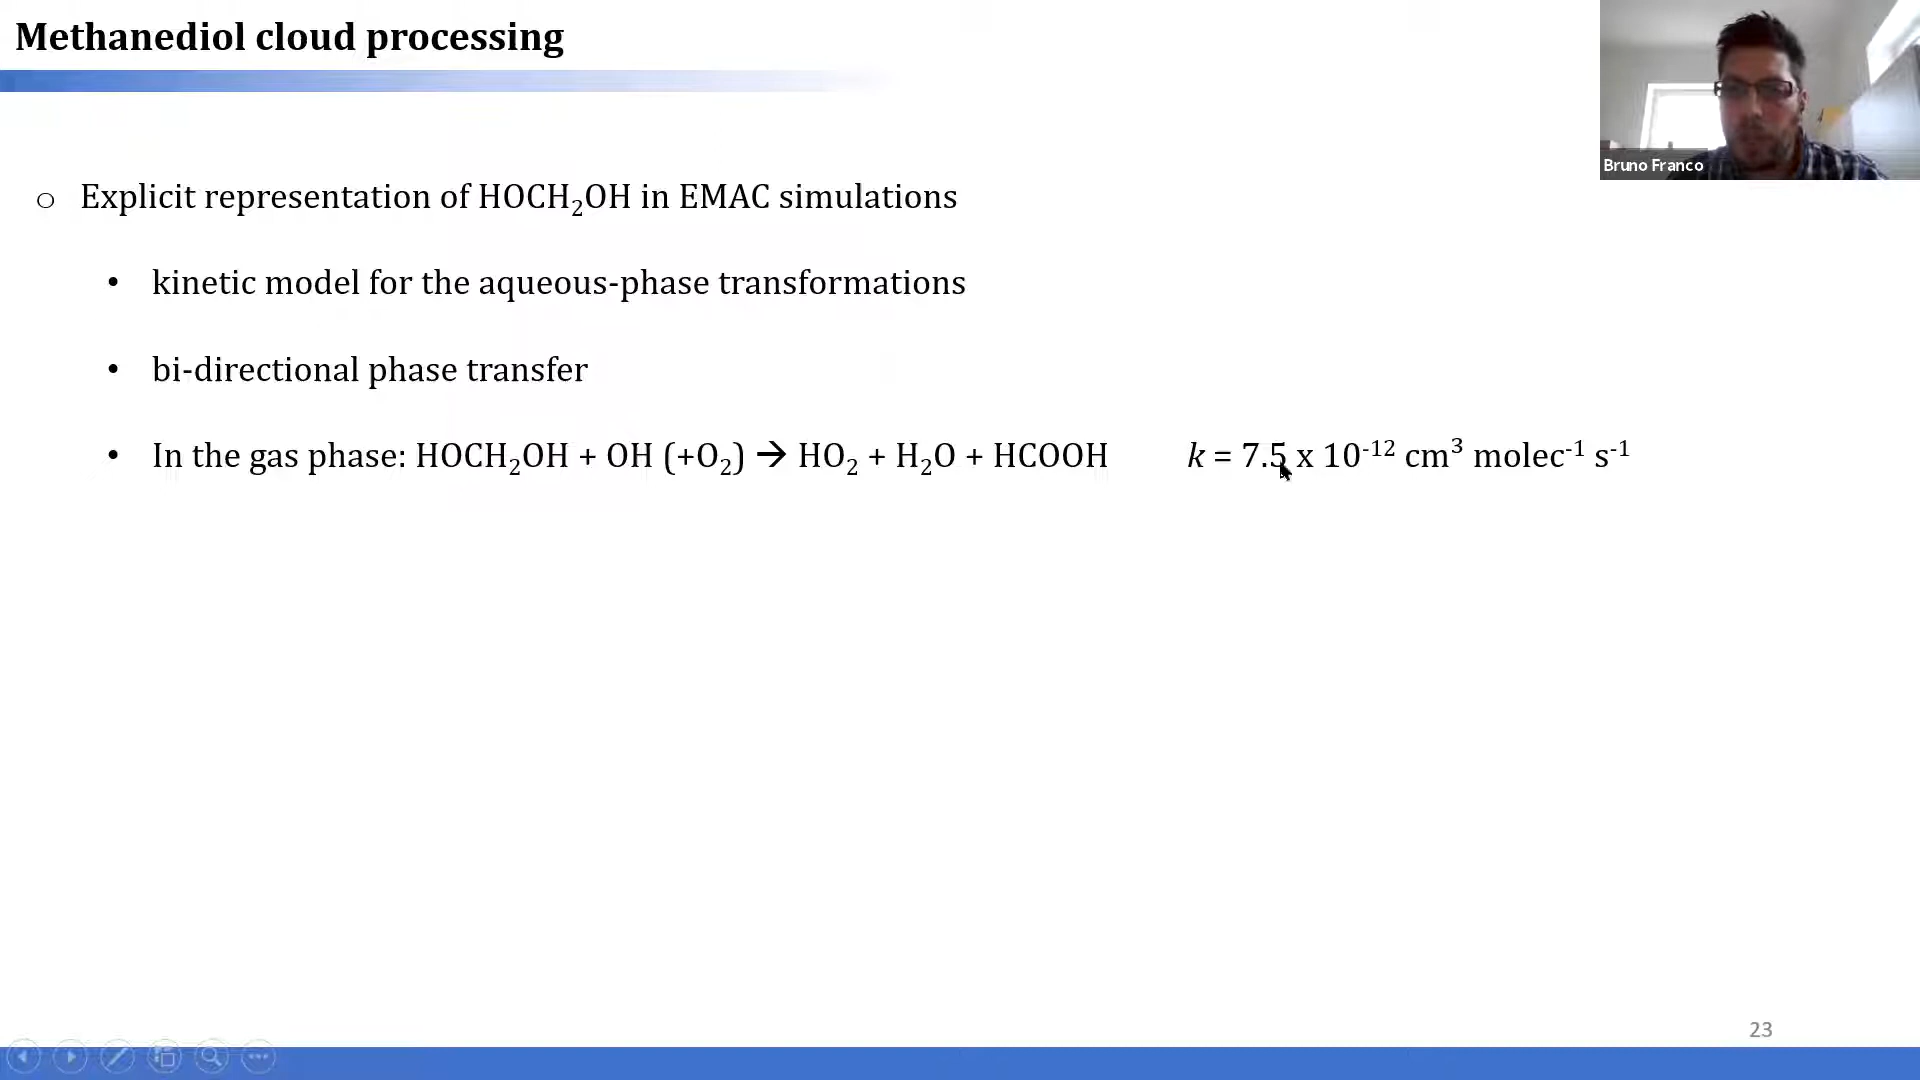 Methanediol cloud processing
Bruno Franco
○ Explicit representation of HOCH₂OH in EMAC simulations
• kinetic model for the aqueous-phase transformations
• bi-directional phase transfer
• In the gas phase: HOCH₂OH + OH (+O₂) → HO₂ + H₂O + HCOOH k = 7.5 x 10⁻¹² cm³ molec⁻¹ s⁻¹
23